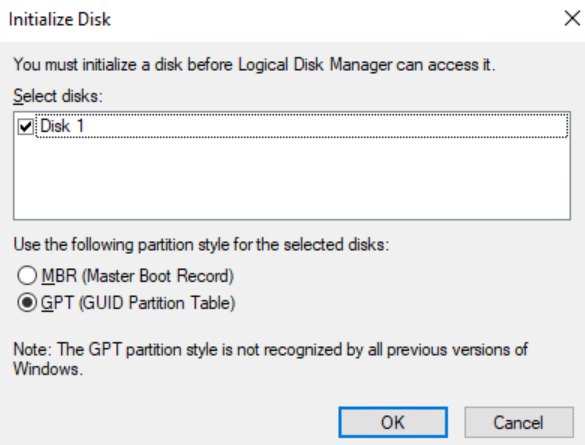 Initialize Disk
You must initialize a disk before Logical Disk Manager can access it.
Select disks:
Disk 1
Use the following partition style for the selected disks:
MBR (Master Boot Record)
GPT (GUID Partition Table)
Note: The GPT partition style is not recognized by all previous versions of
Windows.
OK
Cancel